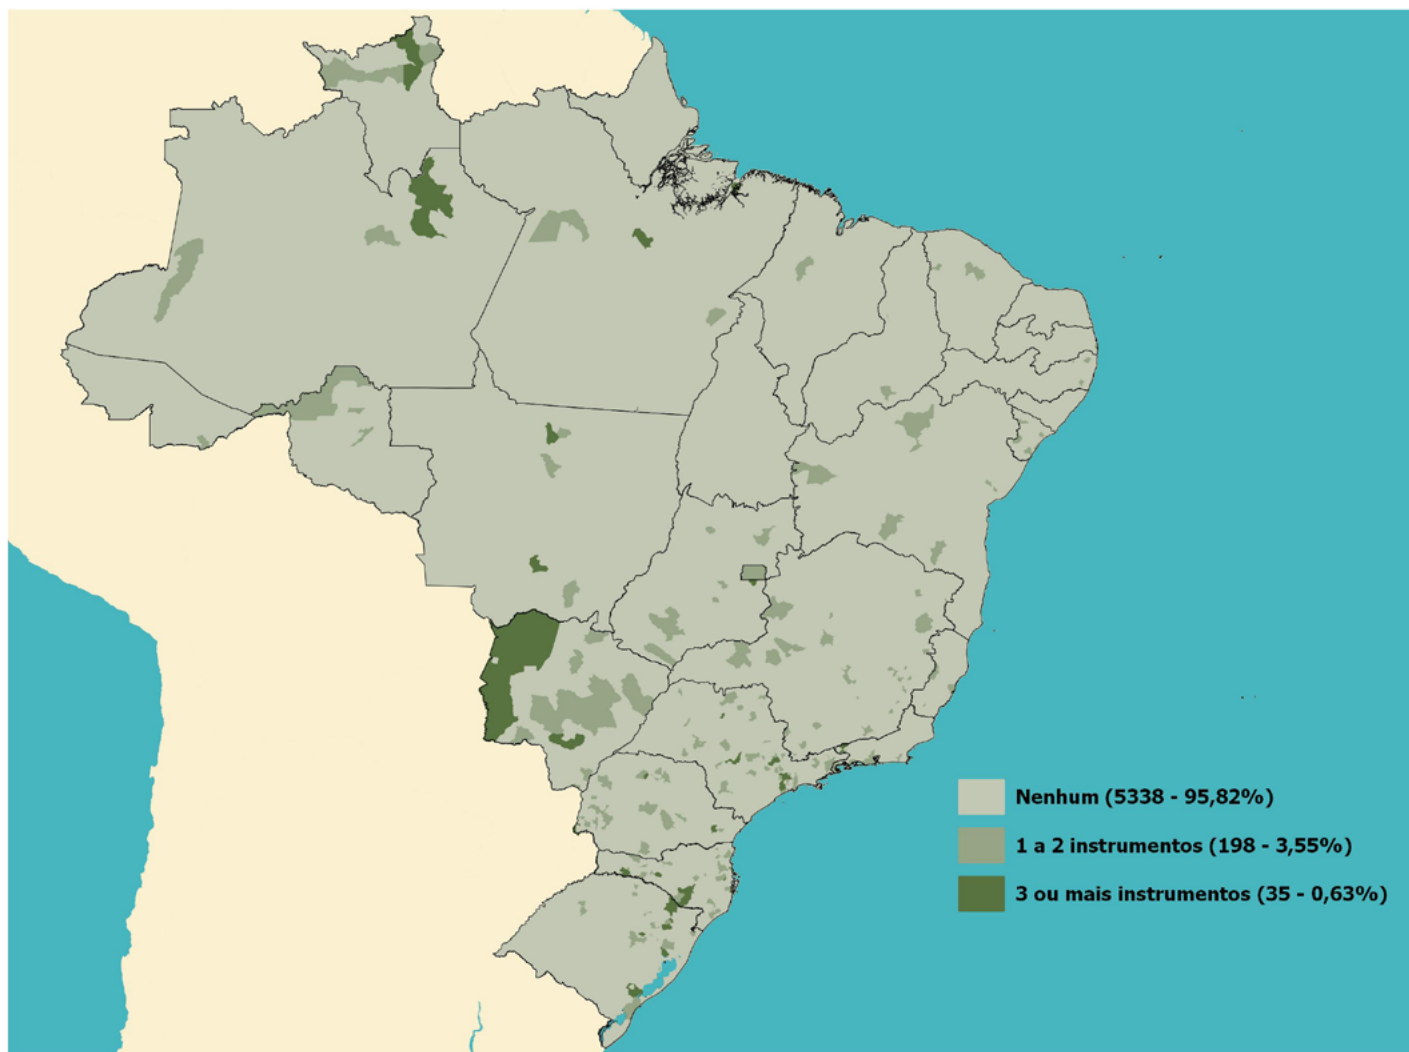 Nenhum (5338 - 95,82%)
1 a 2 instrumentos (198 - 3,55%)
3 ou mais instrumentos (35 - 0,63%)